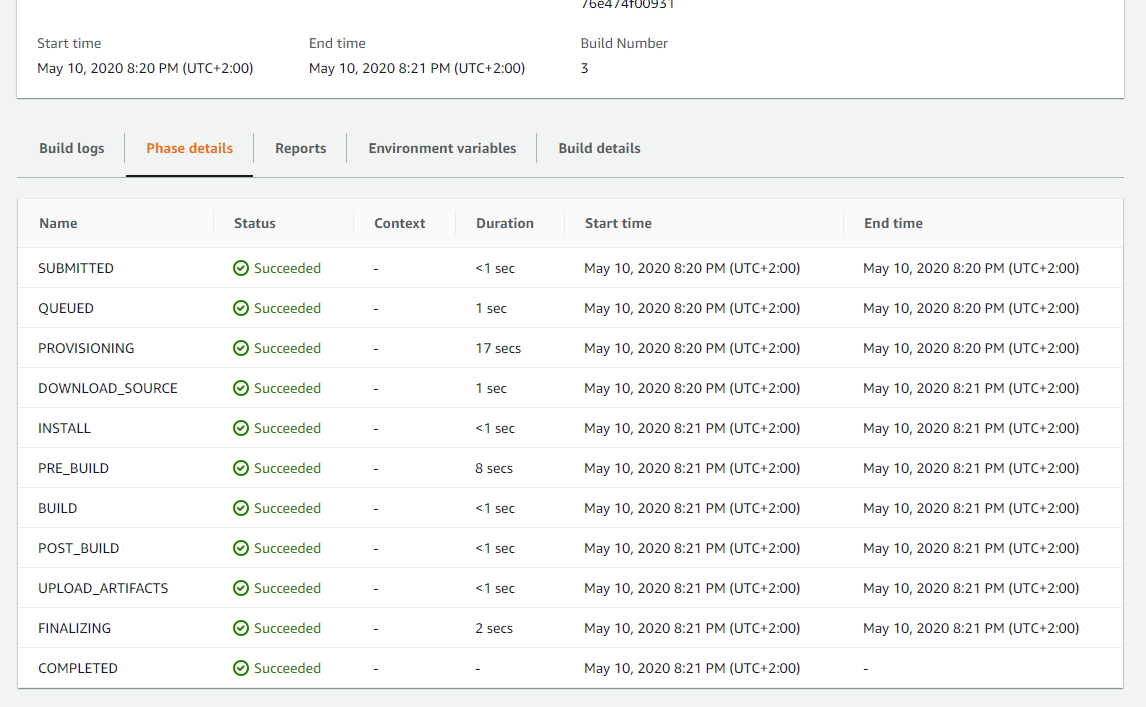 76e474f00931
Start time End time Build Number
May 10, 2020 8:20 PM (UTC+2:00) May 10, 2020 8:21 PM (UTC+2:00) 3
Build logs Phase details Reports Environment variables Build details
Name Status Context Duration Start time End time
SUBMITTED Succeeded - <1 sec May 10, 2020 8:20 PM (UTC+2:00) May 10, 2020 8:20 PM (UTC+2:00)
QUEUED Succeeded - 1 sec May 10, 2020 8:20 PM (UTC+2:00) May 10, 2020 8:20 PM (UTC+2:00)
PROVISIONING Succeeded - 17 secs May 10, 2020 8:20 PM (UTC+2:00) May 10, 2020 8:20 PM (UTC+2:00)
DOWNLOAD_SOURCE Succeeded - 1 sec May 10, 2020 8:20 PM (UTC+2:00) May 10, 2020 8:21 PM (UTC+2:00)
INSTALL Succeeded - <1 sec May 10, 2020 8:21 PM (UTC+2:00) May 10, 2020 8:21 PM (UTC+2:00)
PRE_BUILD Succeeded - 8 secs May 10, 2020 8:21 PM (UTC+2:00) May 10, 2020 8:21 PM (UTC+2:00)
BUILD Succeeded - <1 sec May 10, 2020 8:21 PM (UTC+2:00) May 10, 2020 8:21 PM (UTC+2:00)
POST_BUILD Succeeded - <1 sec May 10, 2020 8:21 PM (UTC+2:00) May 10, 2020 8:21 PM (UTC+2:00)
UPLOAD_ARTIFACTS Succeeded - <1 sec May 10, 2020 8:21 PM (UTC+2:00) May 10, 2020 8:21 PM (UTC+2:00)
FINALIZING Succeeded - 2 secs May 10, 2020 8:21 PM (UTC+2:00) May 10, 2020 8:21 PM (UTC+2:00)
COMPLETED Succeeded - - May 10, 2020 8:21 PM (UTC+2:00) -